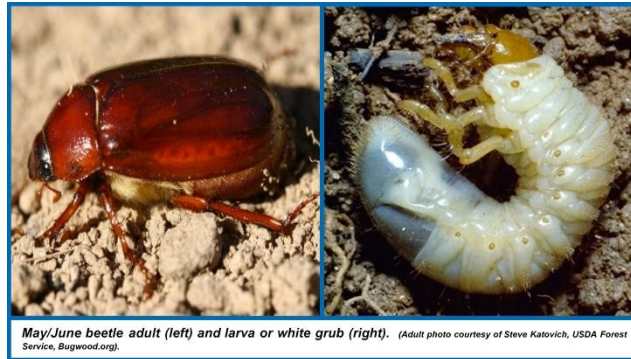 May/June beetle adult (left) and larva or white grub (right). (Adult photo courtesy of Steve Katovich, USDA Forest
Service, Bugwood.org).